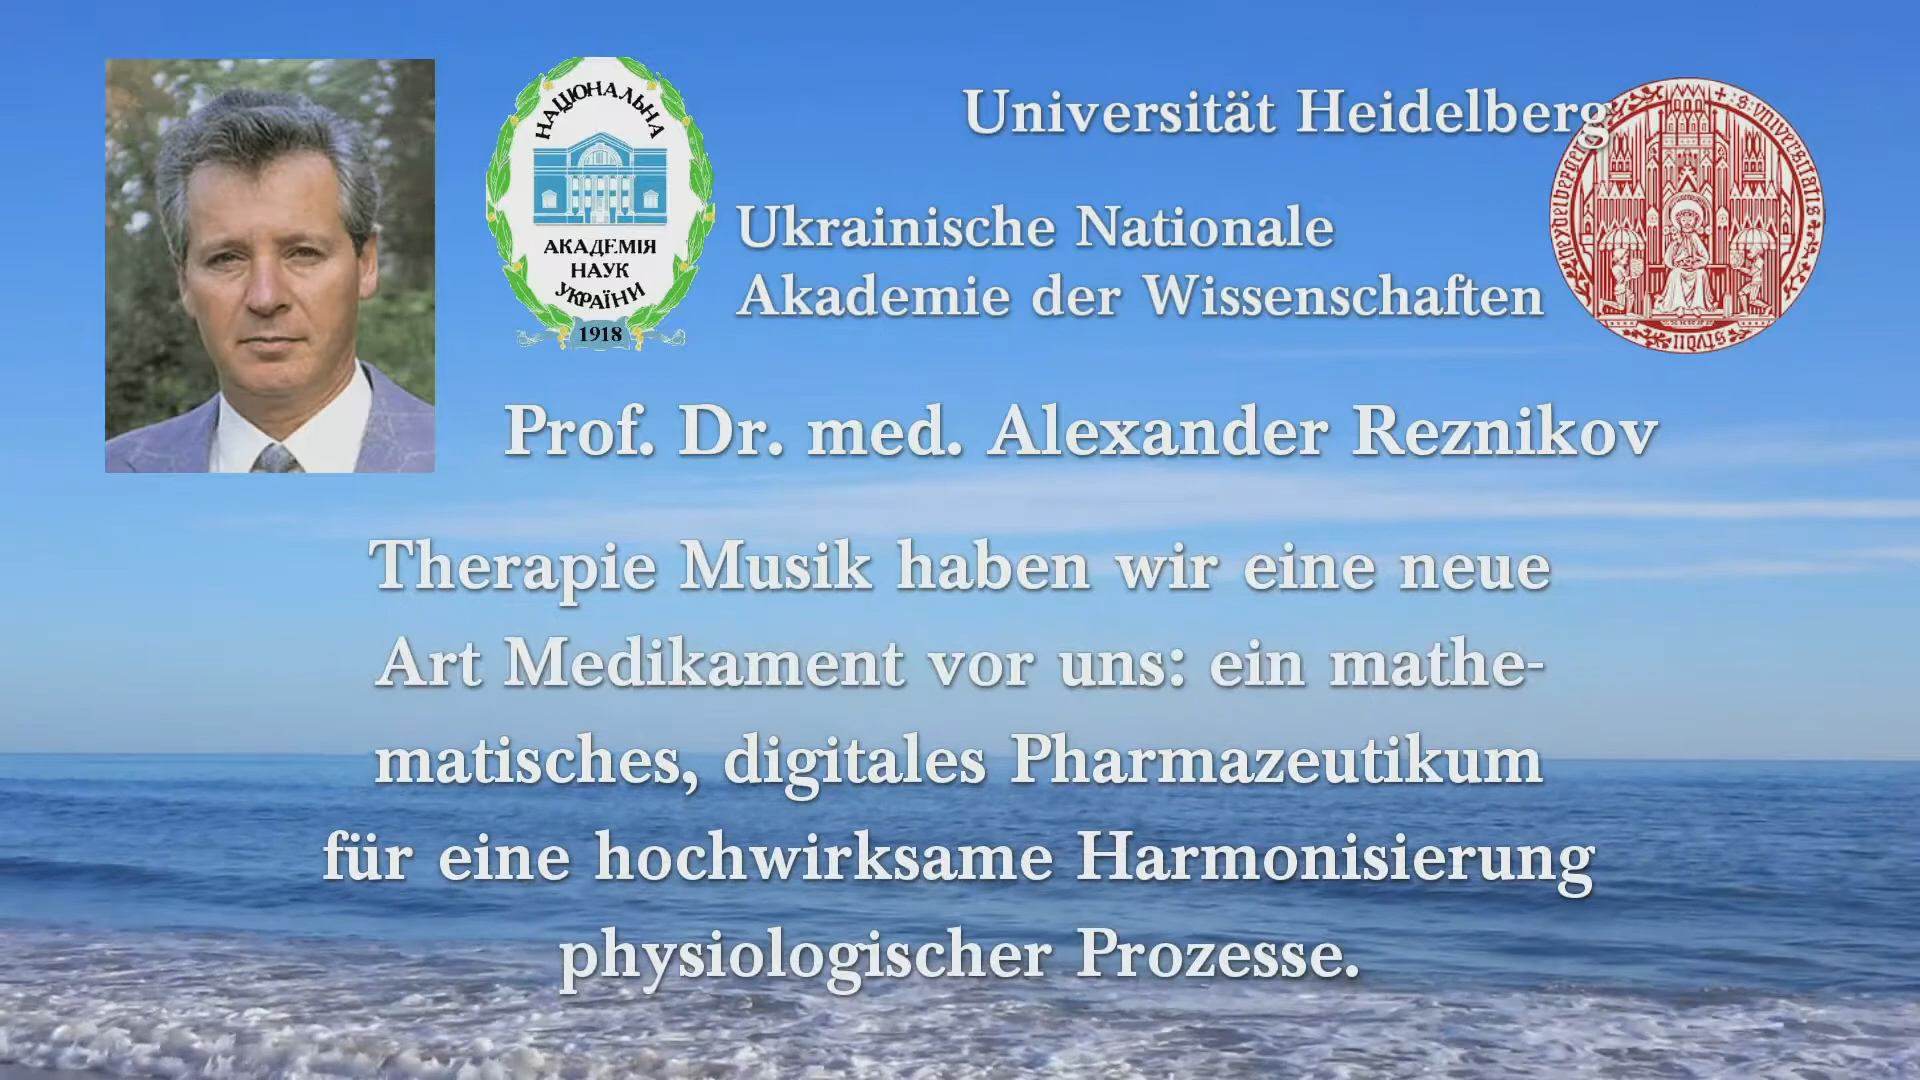 НАЦІОНАЛЬНА
АКАДЕМІЯ
НАУК
УКРАЇНИ
1918
Universität Heidelberg
Ukrainische Nationale
Akademie der Wissenschaften
Prof. Dr. med. Alexander Reznikov
Therapie Musik haben wir eine neue
Art Medikament vor uns: ein mathe-
matisches, digitales Pharmazeutikum
für eine hochwirksame Harmonisierung
physiologischer Prozesse.